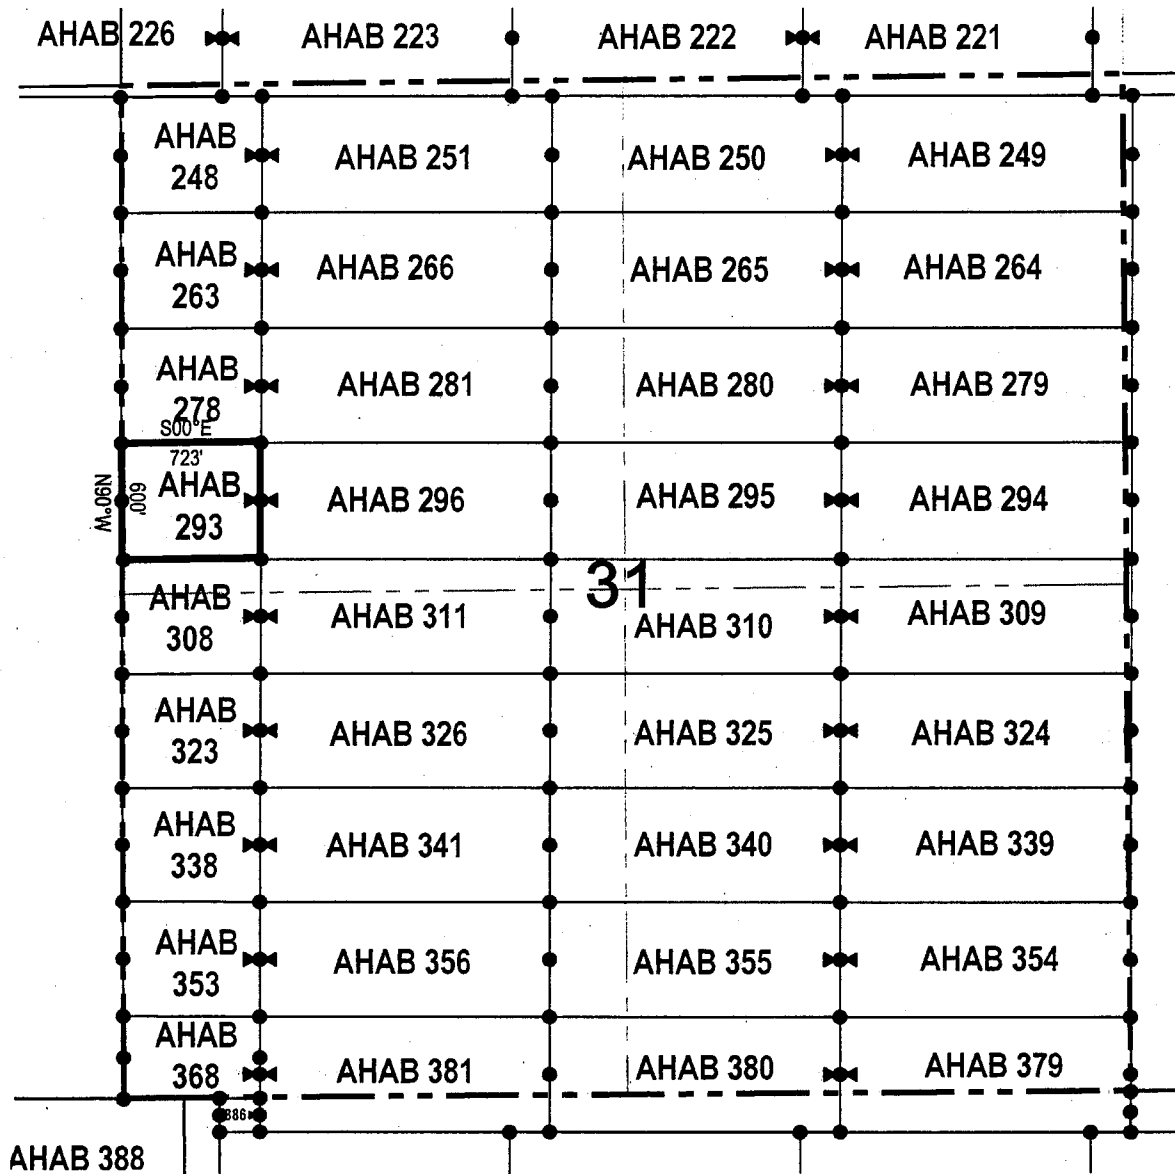 AHAB 226
AHAB 223
AHAB 222
AHAB 221
AHAB
248
AHAB 251
AHAB 250
AHAB 249
AHAB
263
AHAB 266
AHAB 265
AHAB 264
AHAB
278
AHAB 281
AHAB 280
AHAB 279
S00°E
723'
N90°W
600'
AHAB
293
AHAB 296
AHAB 295
AHAB 294
31
AHAB
308
AHAB 311
AHAB 310
AHAB 309
AHAB
323
AHAB 326
AHAB 325
AHAB 324
AHAB
338
AHAB 341
AHAB 340
AHAB 339
AHAB
353
AHAB 356
AHAB 355
AHAB 354
AHAB
368
AHAB 381
AHAB 380
AHAB 379
386
AHAB 388